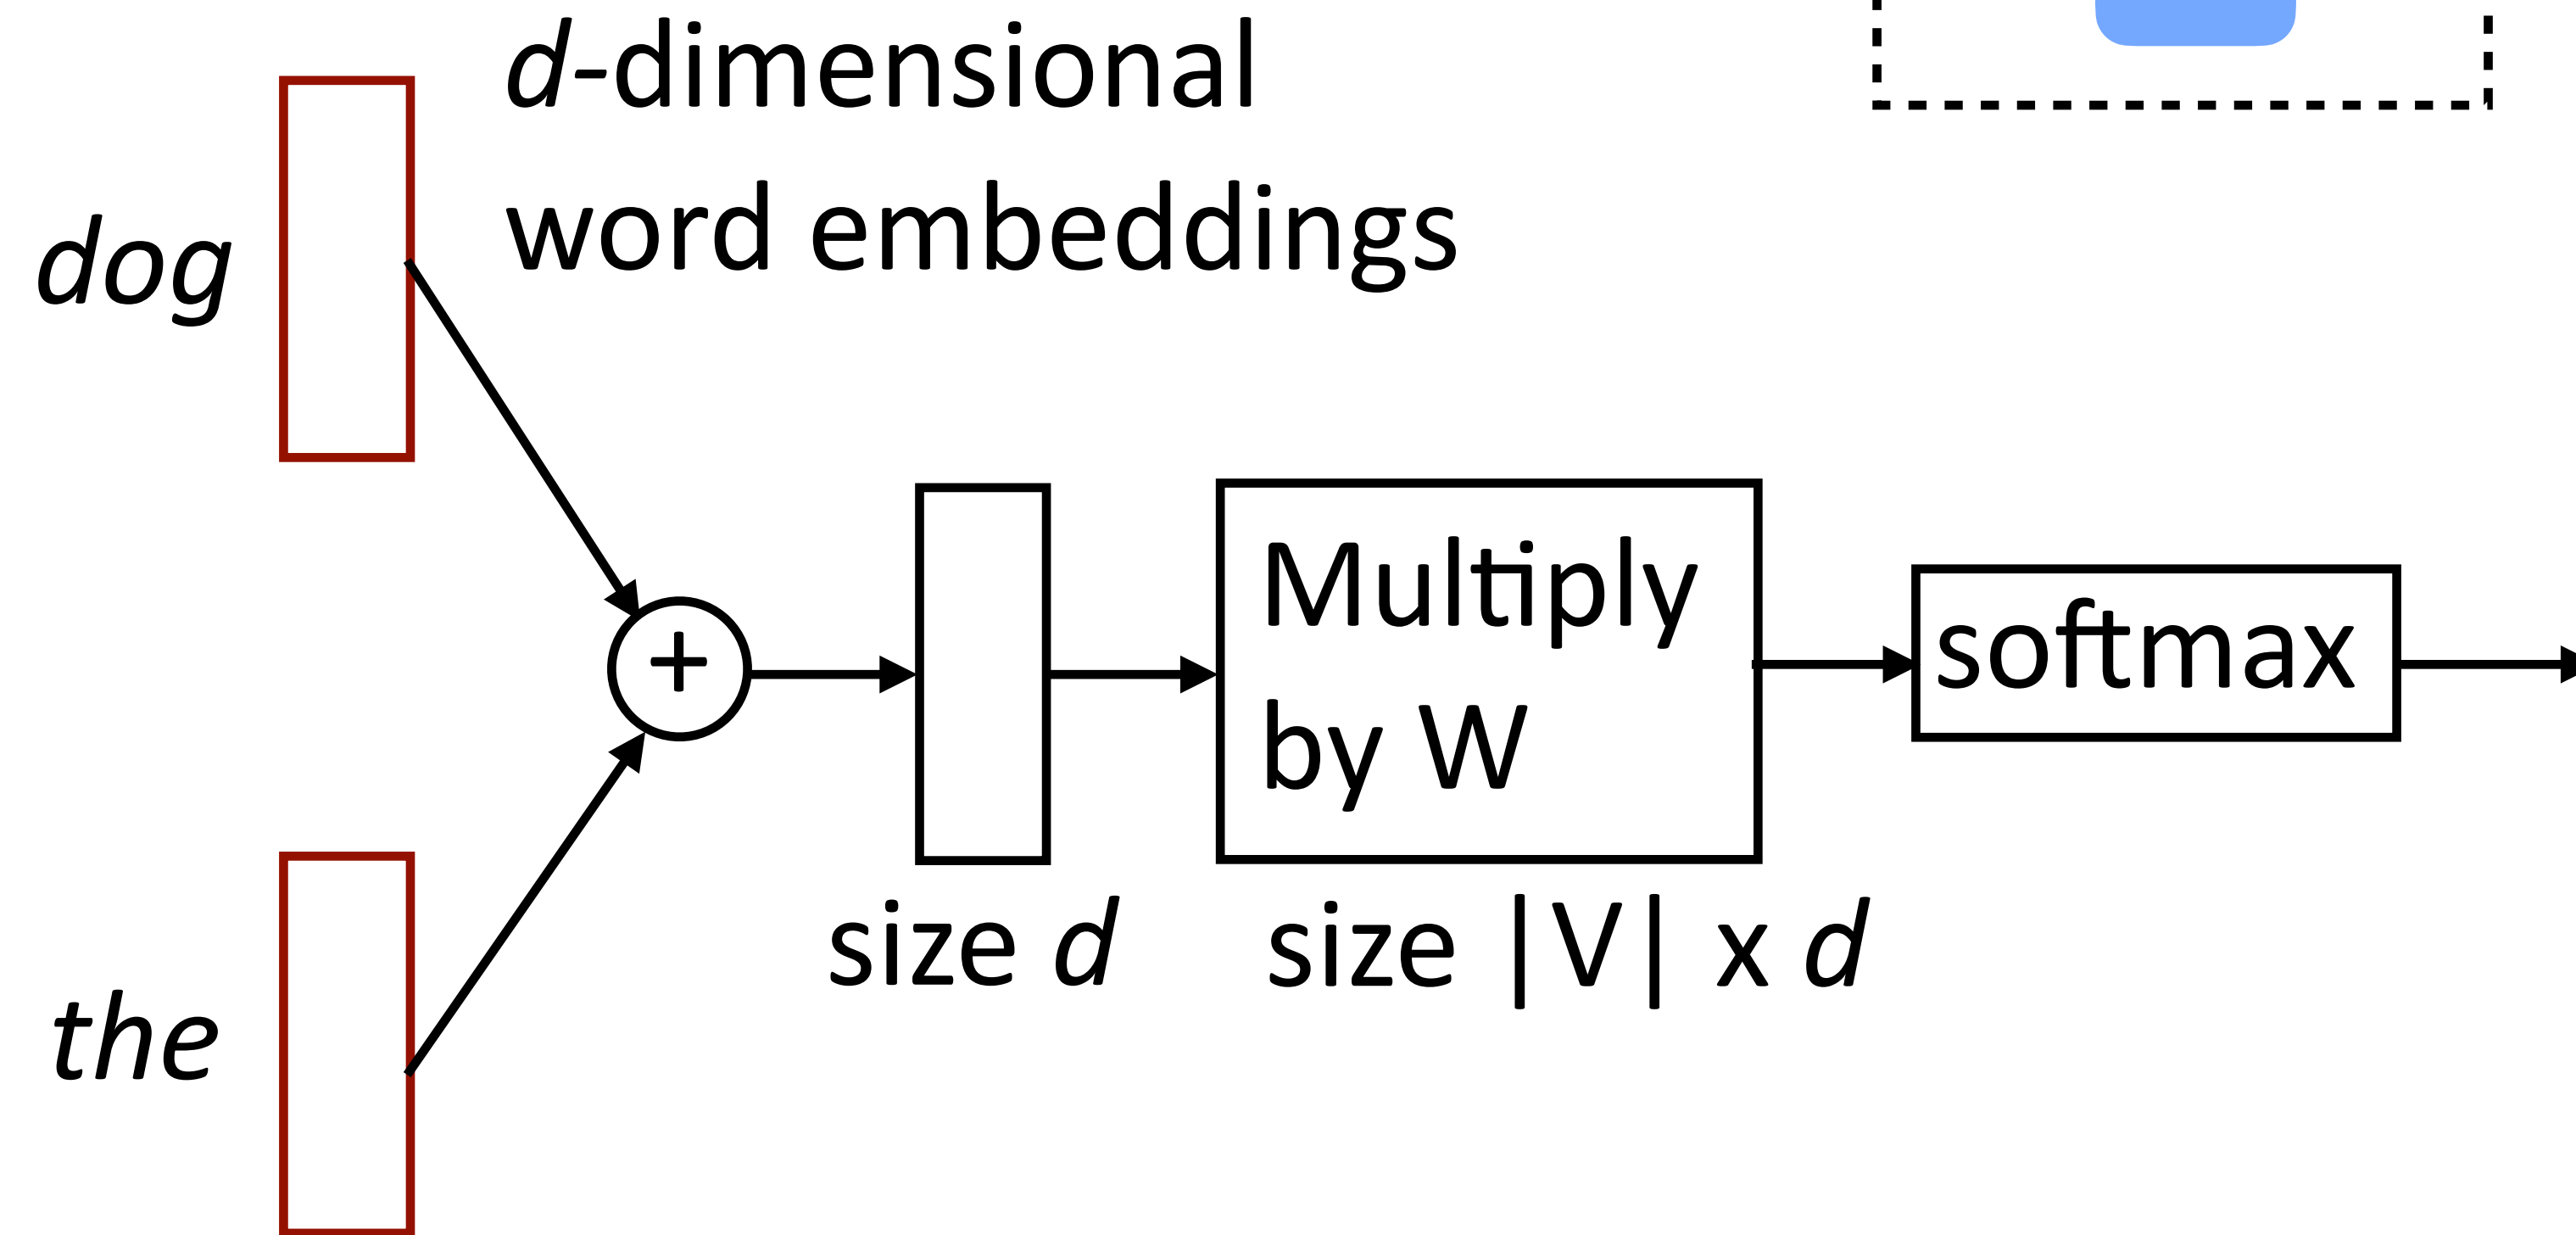 d-dimensional
word embeddings
dog
+
Multiply
by W
softmax
size d
size |V| x d
the